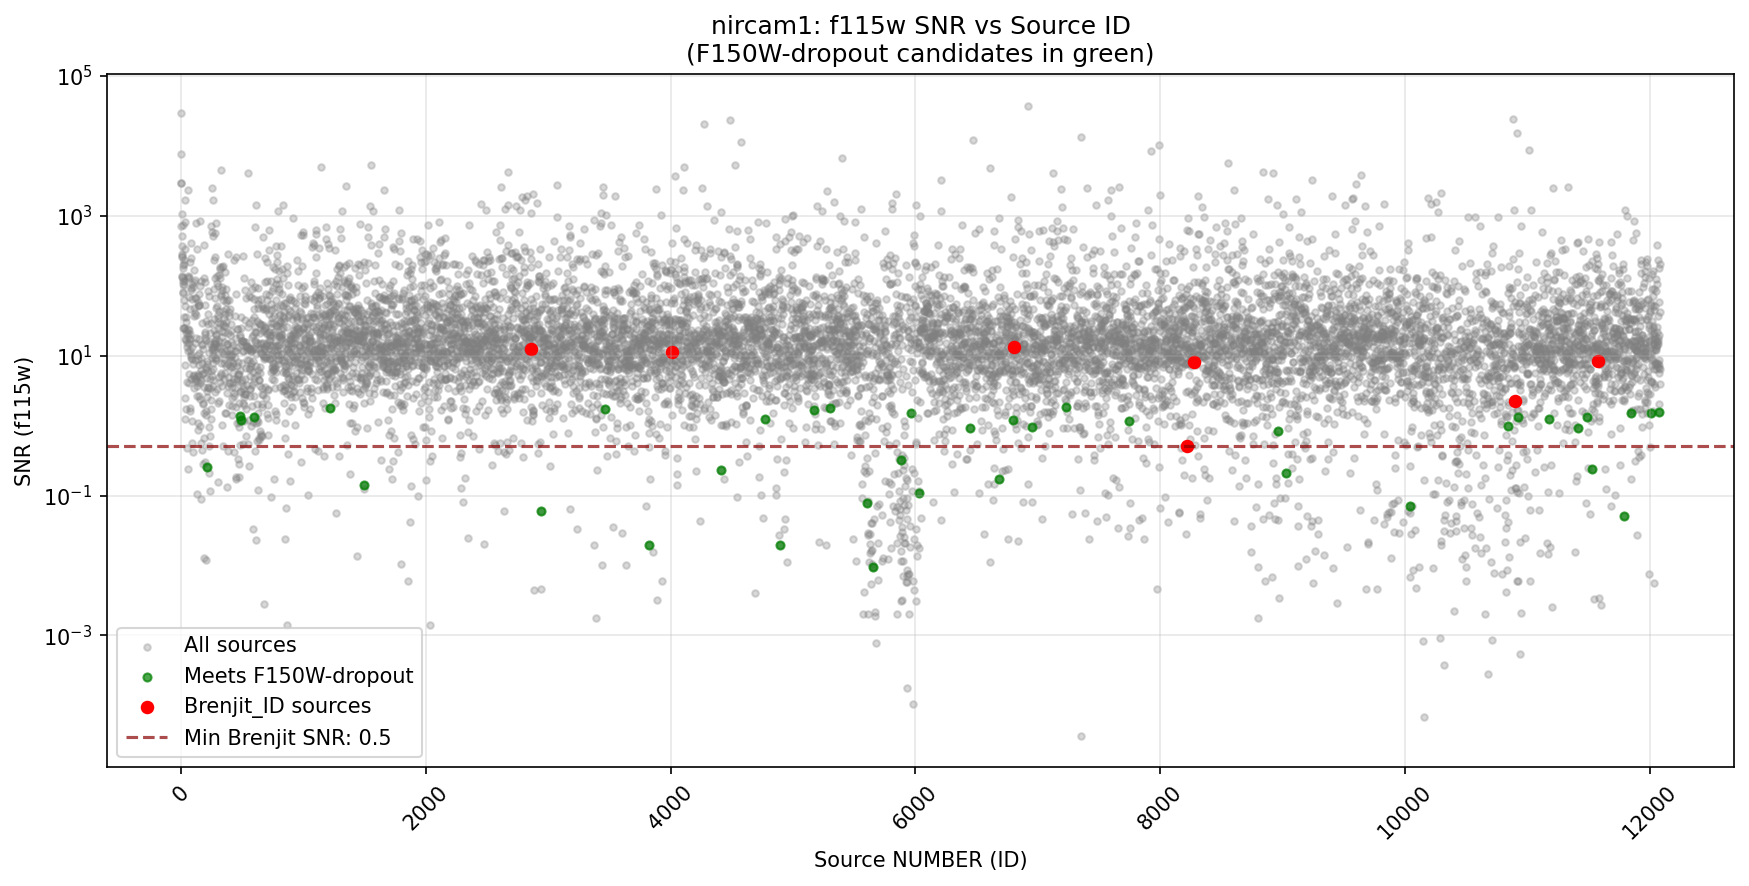 nircam1: f115w SNR vs Source ID
(F150W-dropout candidates in green)
SNR (f115w)
10^5
10^3
10^1
10^-1
10^-3
All sources
Meets F150W-dropout
Brenjit_ID sources
Min Brenjit SNR: 0.5
0
2000
4000
6000
8000
10000
12000
Source NUMBER (ID)